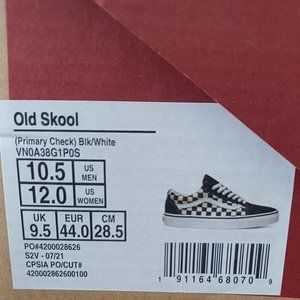 Old Skool
(Primary Check) Blk/White
VN0A38G1P0S
10.5 US MEN
12.0 US WOMEN
UK EUR CM
9.5 44.0 28.5
PO#4200028626
S2V - 07/21
CPSIA PO/CUT#
420002862600100
1 91164 68070 9